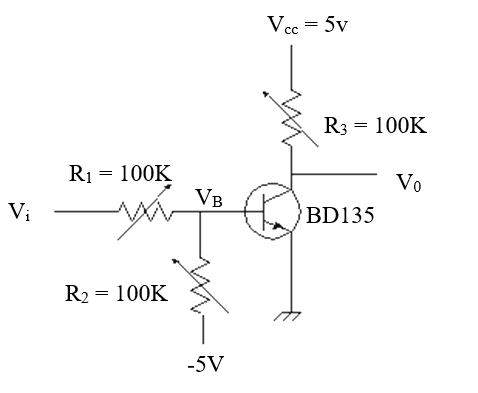 Vcc = 5v
R3 = 100K
R1 = 100K
VB
V0
Vi
BD135
R2 = 100K
-5V